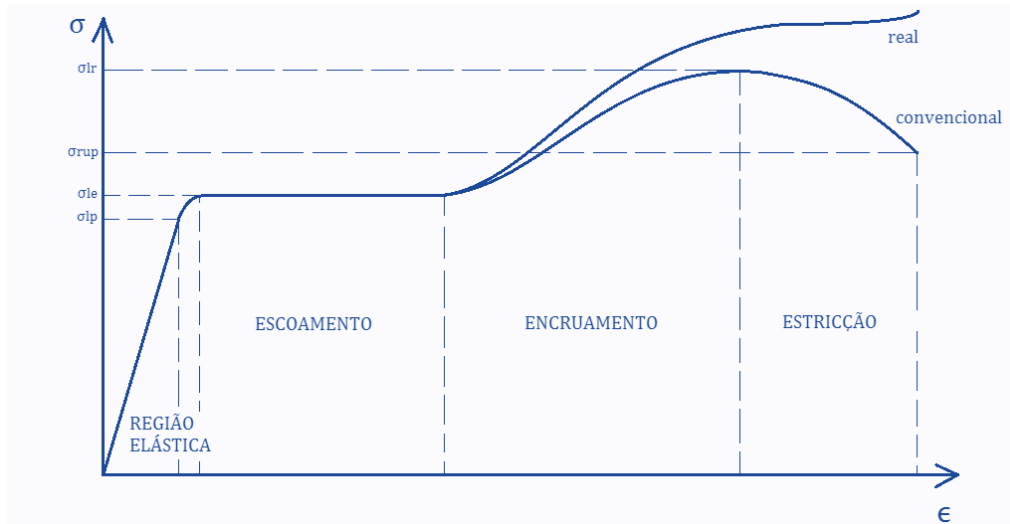 σ
real
σlr
convencional
σrup
σle
σlp
ESCOAMENTO
ENCRUAMENTO
ESTRICÇÃO
REGIÃO
ELÁSTICA
ϵ